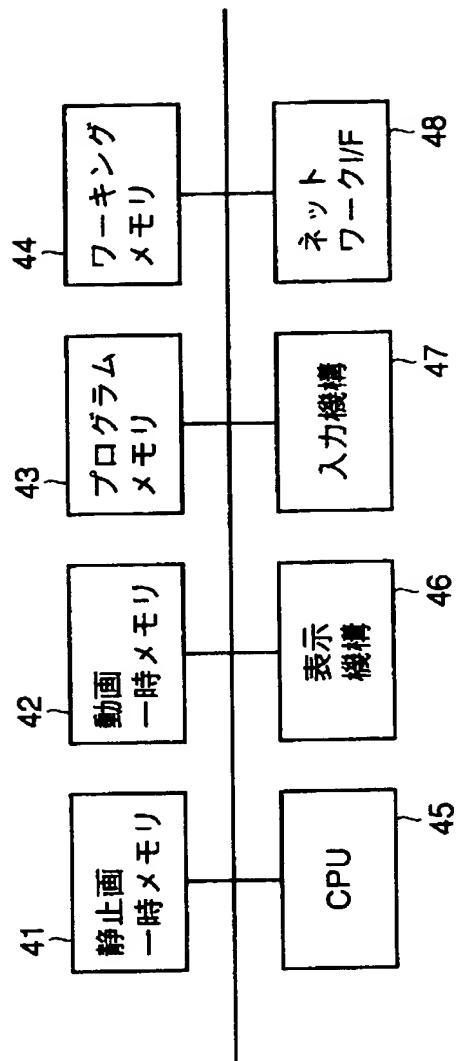 41
静止画
一時メモリ
42
動画
一時メモリ
43
プログラム
メモリ
44
ワーキング
メモリ
CPU
45
表示
機構
46
入力機構
47
ネット
ワークI/F
48